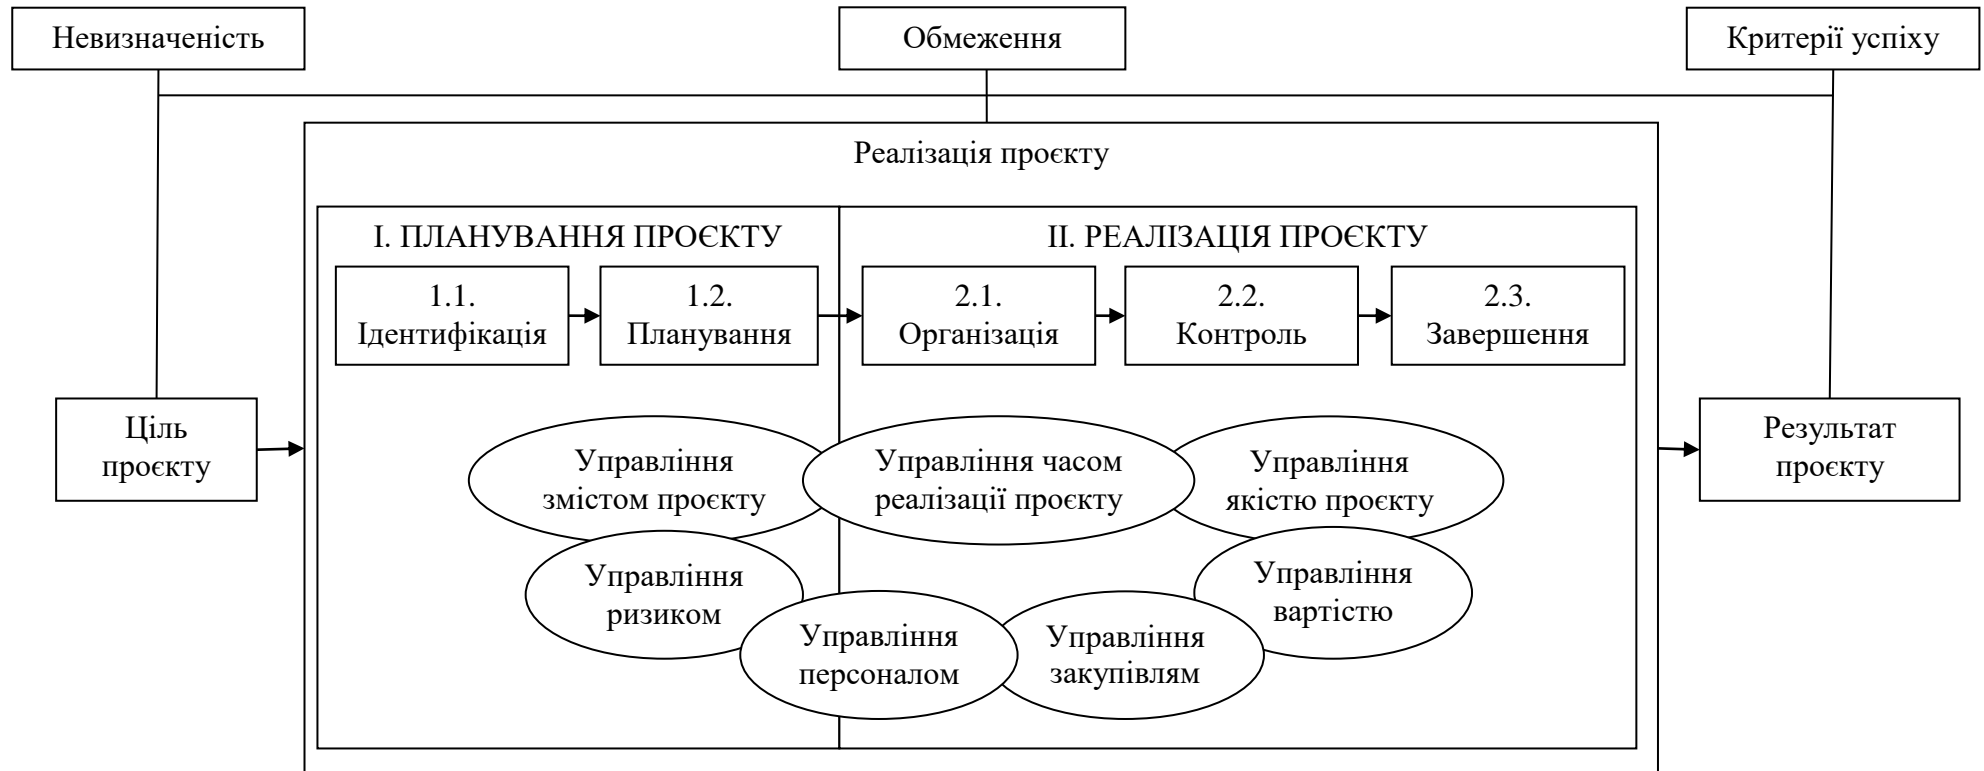 Невизначеність
Обмеження
Критерії успіху
Реалізація проєкту
І. ПЛАНУВАННЯ ПРОЄКТУ
ІІ. РЕАЛІЗАЦІЯ ПРОЄКТУ
1.1.
Ідентифікація
1.2.
Планування
2.1.
Організація
2.2.
Контроль
2.3.
Завершення
Ціль
проєкту
Управління
змістом проєкту
Управління часом
реалізації проєкту
Управління
якістю проєкту
Результат
проєкту
Управління
ризиком
Управління
вартістю
Управління
персоналом
Управління
закупівлям